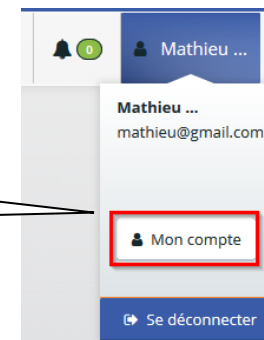 0 Mathieu ...
Mathieu ...
mathieu@gmail.com
Mon compte
Se déconnecter